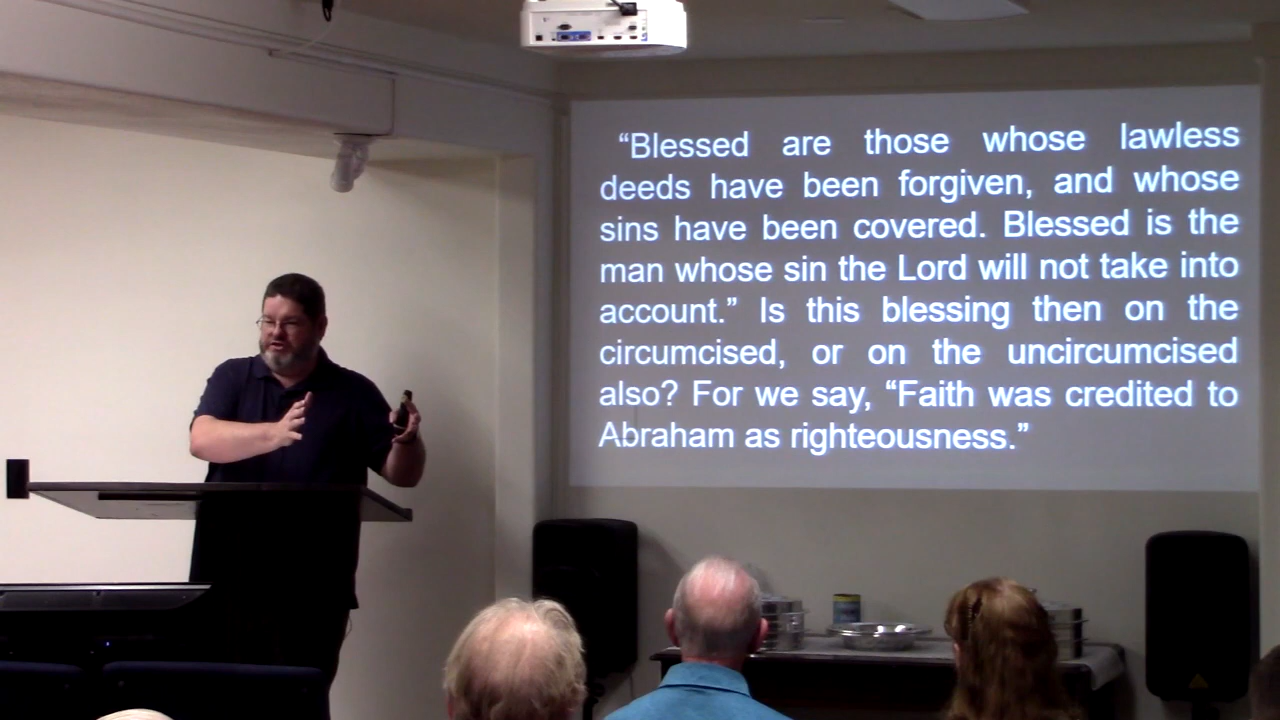 “Blessed are those whose lawless
deeds have been forgiven, and whose
sins have been covered. Blessed is the
man whose sin the Lord will not take into
account.” Is this blessing then on the
circumcised, or on the uncircumcised
also? For we say, “Faith was credited to
Abraham as righteousness.”